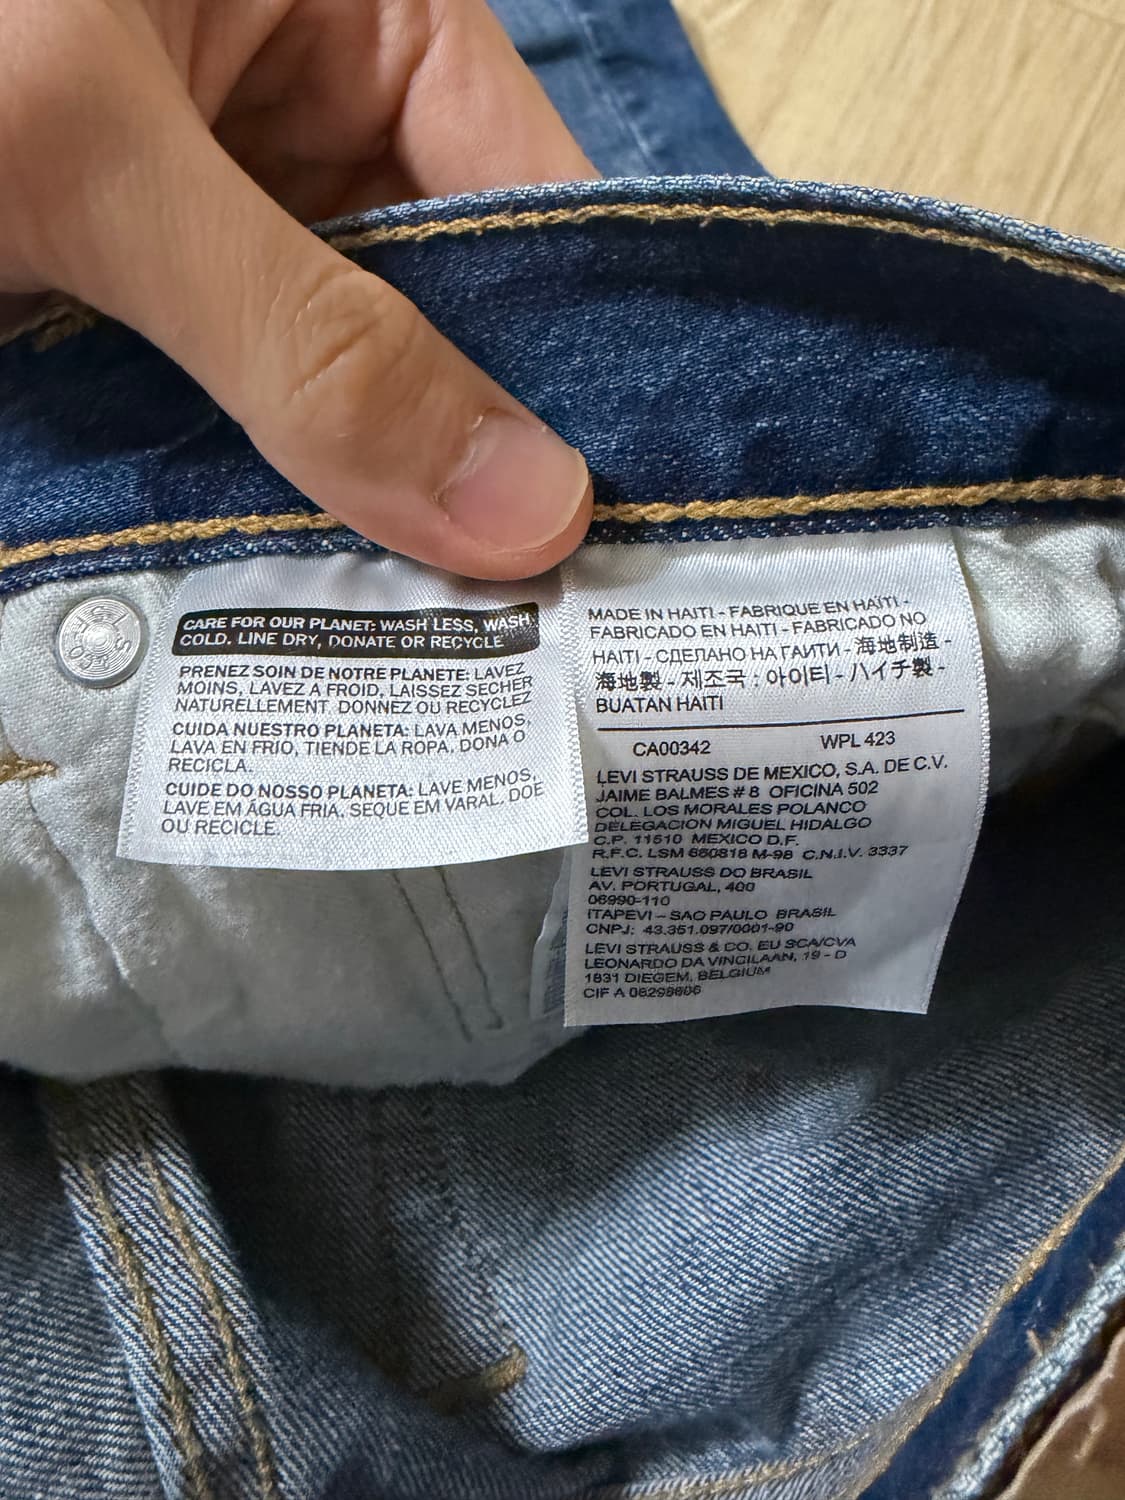 CARE FOR OUR PLANET: WASH LESS, WASH
COLD. LINE DRY, DONATE OR RECYCLE
PRENEZ SOIN DE NOTRE PLANETE: LAVEZ
MOINS, LAVEZ A FROID, LAISSEZ SECHER
NATURELLEMENT. DONNEZ OU RECYCLEZ
CUIDA NUESTRO PLANETA: LAVA MENOS,
LAVA EN FRIO, TIENDE LA ROPA. DONA O
RECICLA.
CUIDE DO NOSSO PLANETA: LAVE MENOS,
LAVE EM ÁGUA FRIA, SEQUE EM VARAL. DOE
OU RECICLE.
MADE IN HAITI - FABRIQUE EN HAÏTI -
FABRICADO EN HAITI - FABRICADO NO
HAITI - СДЕЛАНО НА ГАИТИ - 海地制造 -
海地製 - 제조국 : 아이티 - ハイチ製 -
BUATAN HAITI
CA00342 WPL 423
LEVI STRAUSS DE MEXICO, S.A. DE C.V.
JAIME BALMES # 8 OFICINA 502
COL. LOS MORALES POLANCO
DELEGACION MIGUEL HIDALGO
C.P. 11510 MEXICO D.F.
R.F.C. LSM 650818 M-98 C.N.I.V. 3337
LEVI STRAUSS DO BRASIL
AV. PORTUGAL, 400
06690-110
ITAPEVI – SAO PAULO BRASIL
CNPJ: 43.351.097/0001-90
LEVI STRAUSS & CO. EU SCA/CVA
LEONARDO DA VINCILAAN, 19 - D
1831 DIEGEM, BELGIUM
CIF A